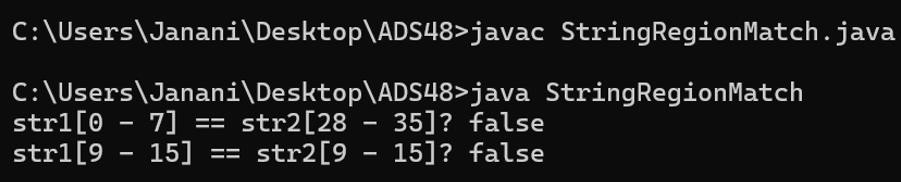 C:\Users\Janani\Desktop\ADS48>javac StringRegionMatch.java
C:\Users\Janani\Desktop\ADS48>java StringRegionMatch
str1[0 - 7] == str2[28 - 35]? false
str1[9 - 15] == str2[9 - 15]? false